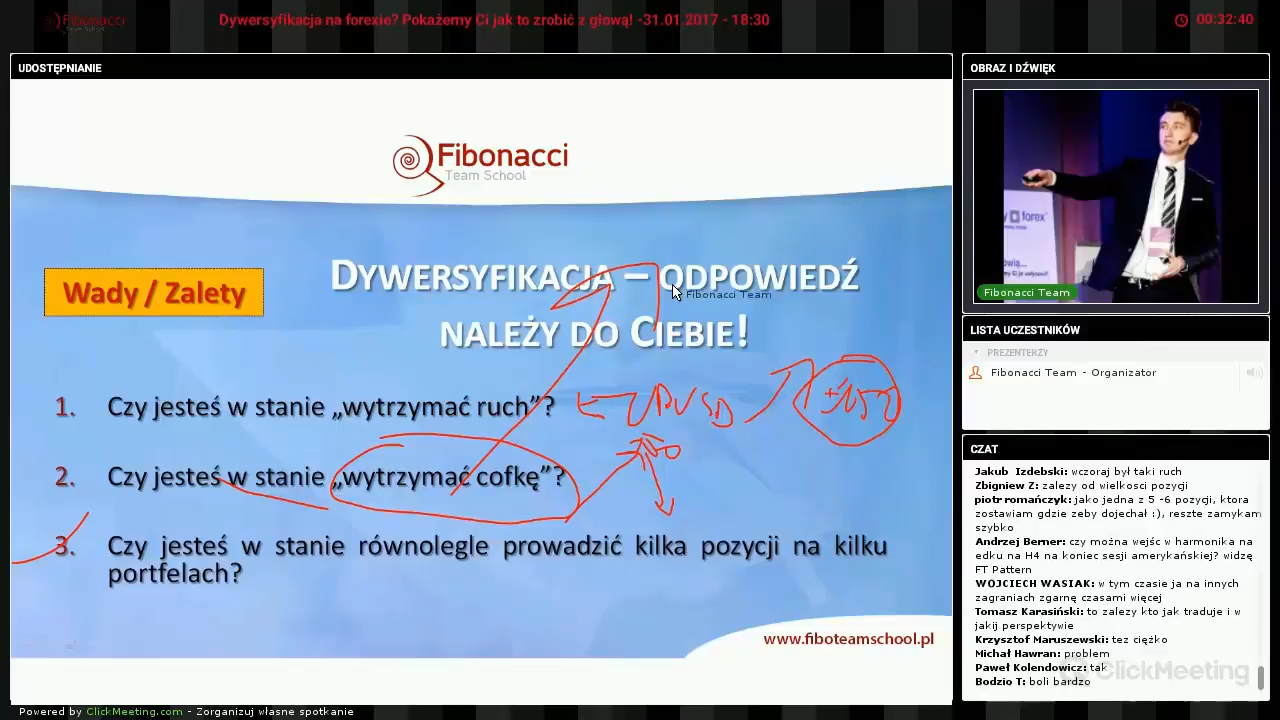 Fibonacci
Team School
Dywersyfikacja na forexie? Pokażemy Ci jak to zrobić z głową! -31.01.2017 - 18:30
00:32:40
UDOSTĘPNIANIE
Fibonacci
Team School
Wady / Zalety
DYWERSYFIKACJA – ODPOWIEDŹ
NALEŻY DO CIEBIE!
Fibonacci Team
1. Czy jesteś w stanie „wytrzymać ruch”?
2. Czy jesteś w stanie „wytrzymać cofkę”?
3. Czy jesteś w stanie równolegle prowadzić kilka pozycji na kilku
portfelach?
www.fiboteamschool.pl
OBRAZ I DŹWIĘK
y forex
Fibonacci Team
LISTA UCZESTNIKÓW
PREZENTERZY
Fibonacci Team - Organizator
CZAT
Jakub Izdebski: wczoraj był taki ruch
Zbigniew Z: zalezy od wielkosci pozycji
piotr romańczyk: jako jedna z 5 -6 pozycji, ktora
zostawiam gdzie zeby dojechał :), reszte zamykam
szybko
Andrzej Berner: czy można wejśc w harmonika na
edku na H4 na koniec sesji amerykańskiej? widzę
FT Pattern
WOJCIECH WASIAK: w tym czasie ja na innych
zagraniach zgarnę czasami więcej
Tomasz Karasiński: to zalezy kto jak traduje i w
jakij perspektywie
Krzysztof Maruszewski: tez ciężko
Michał Hawran: problem
Paweł Kolendowicz: tak
Bodzio T: boli bardzo
ClickMeeting
Powered by ClickMeeting.com - Zorganizuj własne spotkanie